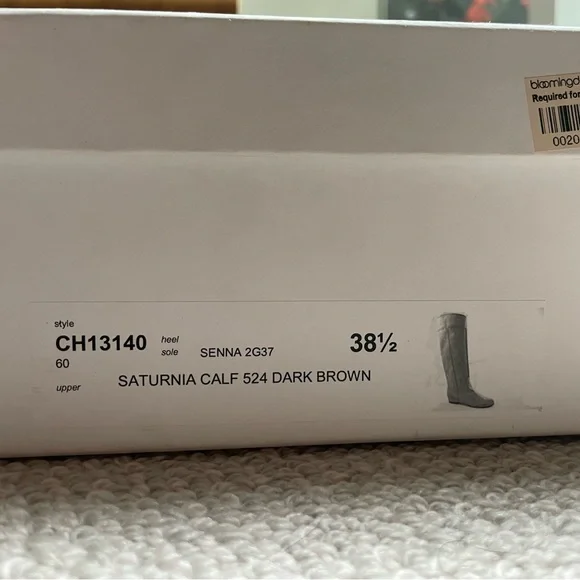 bloomingd
Required for
0020
style
CH13140
heel
60
sole
SENNA 2G37
38½
upper
SATURNIA CALF 524 DARK BROWN